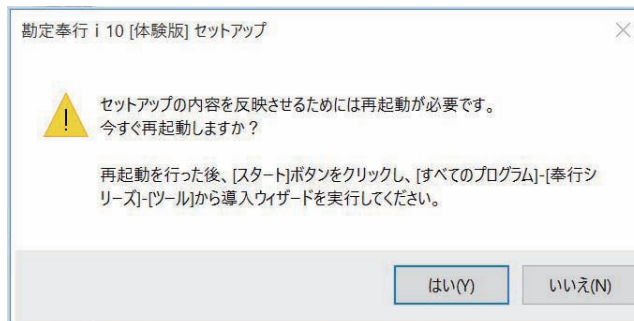 勘定奉行 i 10 [体験版] セットアップ
セットアップの内容を反映させるためには再起動が必要です。
今すぐ再起動しますか？
再起動を行った後、[スタート]ボタンをクリックし、[すべてのプログラム]-[奉行シ
リーズ]-[ツール]から導入ウィザードを実行してください。
はい(Y)
いいえ(N)